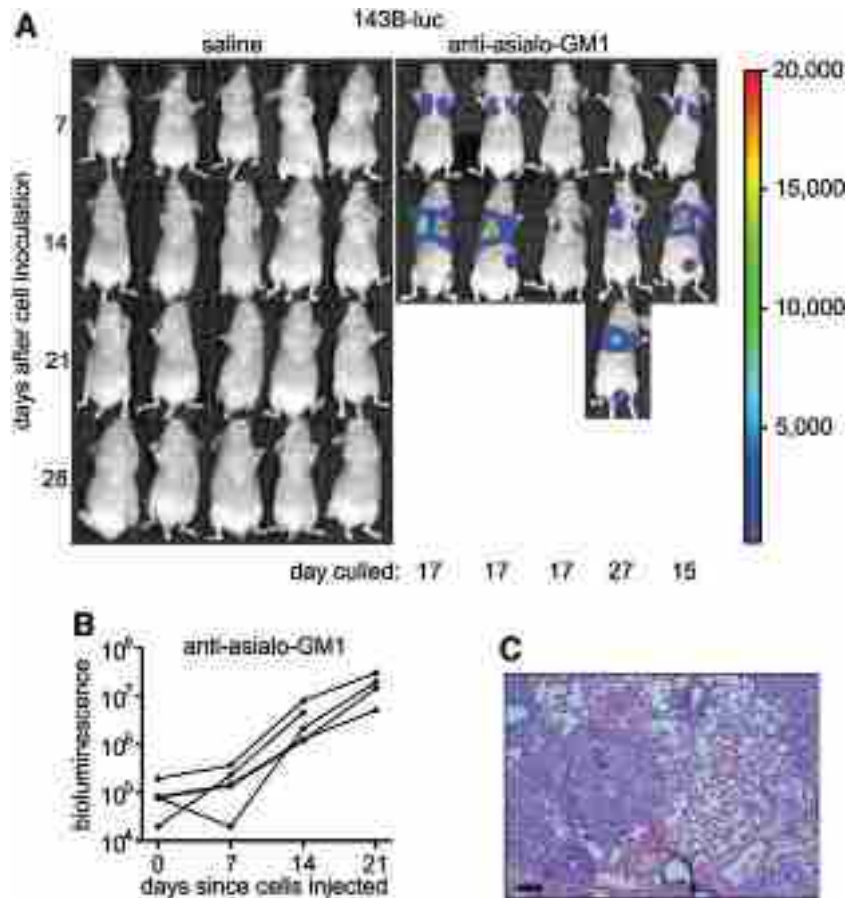 143B-luc
A
saline
anti-asialo-GM1
days after cell inoculation
7
14
21
28
20,000
15,000
10,000
5,000
day culled: 17 17 17 27 15
B
anti-asialo-GM1
bioluminescence
10⁸
10⁷
10⁶
10⁵
10⁴
0 7 14 21
days since cells injected
C